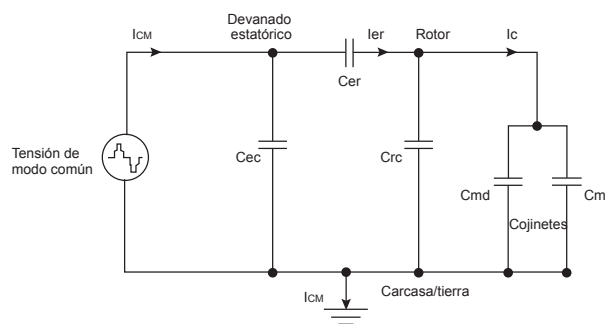 Devanado
estatórico
ICM
Ier
Rotor
Ic
Cer
Tensión de
modo común
Cec
Crc
Cmd
Cm
Cojinetes
ICM
Carcasa/tierra